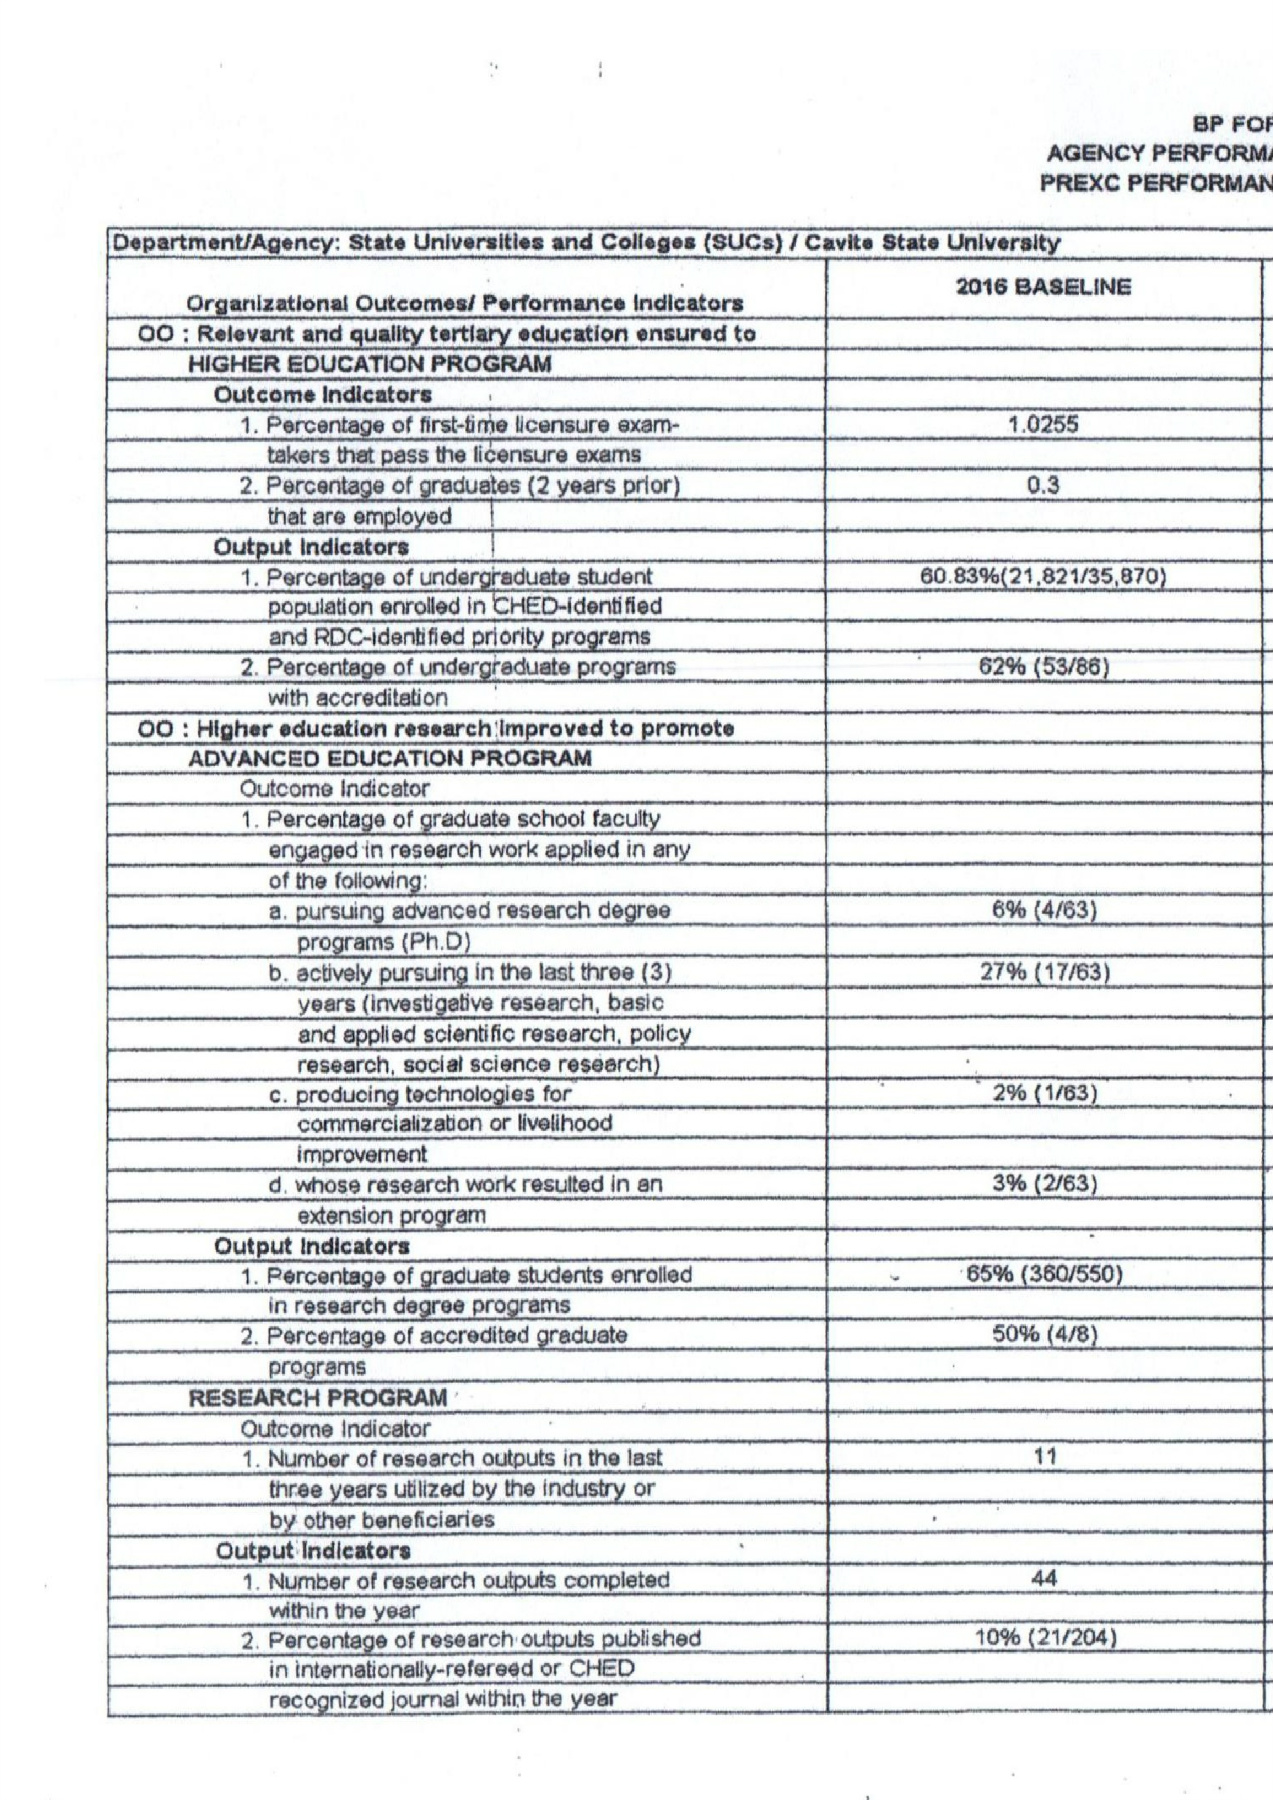 BP FOR
AGENCY PERFORMA
PREXC PERFORMAN
Department/Agency: State Universities and Colleges (SUCs) / Cavite State University
2016 BASELINE
Organizational Outcomes/ Performance Indicators
OO : Relevant and quality tertiary education ensured to
HIGHER EDUCATION PROGRAM
Outcome Indicators
1. Percentage of first-time licensure exam- 1.0255
takers that pass the licensure exams
2. Percentage of graduates (2 years prior) 0.3
that are employed
Output Indicators
1. Percentage of undergraduate student 60.83%(21,821/35,870)
population enrolled in CHED-identified
and RDC-identified priority programs
2. Percentage of undergraduate programs 62% (53/86)
with accreditation
OO : Higher education research improved to promote
ADVANCED EDUCATION PROGRAM
Outcome Indicator
1. Percentage of graduate school faculty
engaged in research work applied in any
of the following:
a. pursuing advanced research degree 6% (4/63)
programs (Ph.D)
b. actively pursuing in the last three (3) 27% (17/63)
years (investigative research, basic
and applied scientific research, policy
research, social science research)
c. producing technologies for 2% (1/63)
commercialization or livelihood
improvement
d. whose research work resulted in an 3% (2/63)
extension program
Output Indicators
1. Percentage of graduate students enrolled 65% (360/550)
in research degree programs
2. Percentage of accredited graduate 50% (4/8)
programs
RESEARCH PROGRAM
Outcome Indicator
1. Number of research outputs in the last 11
three years utilized by the industry or
by other beneficiaries
Output Indicators
1. Number of research outputs completed 44
within the year
2. Percentage of research outputs published 10% (21/204)
in internationally-refereed or CHED
recognized journal within the year